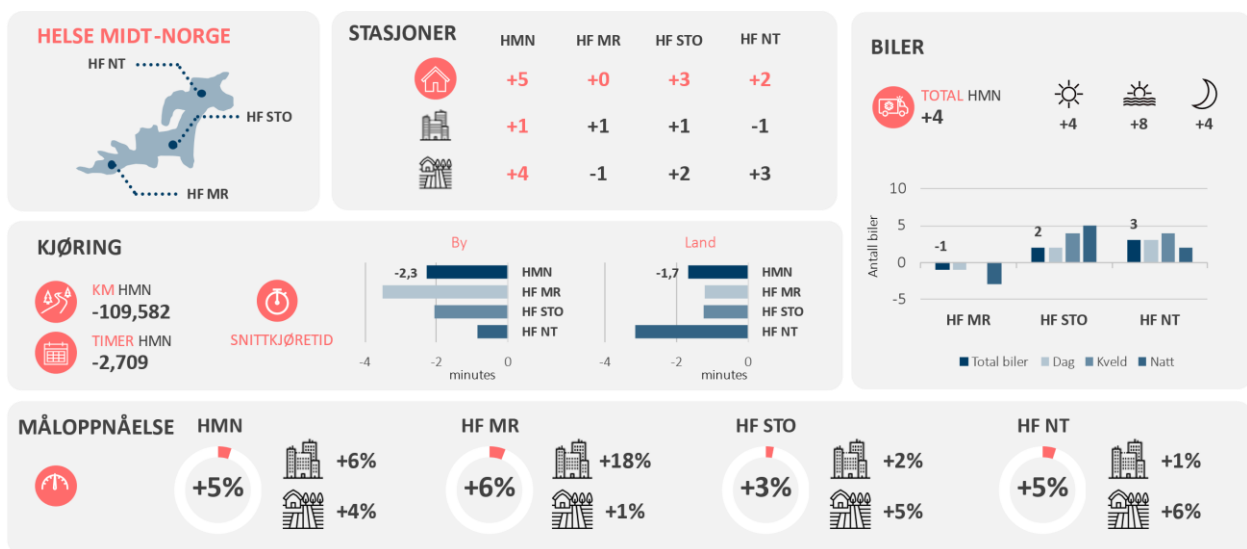 HELSE MIDT-NORGE
HF NT
HF STO
HF MR
STASJONER
HMN HF MR HF STO HF NT
+5 +0 +3 +2
+1 +1 +1 -1
+4 -1 +2 +3
BILER
TOTAL HMN
+4
+4 +8 +4
10
5
0
-5
Antall biler
-1
2
3
HF MR HF STO HF NT
Total biler Dag Kveld Natt
KJØRING
KM HMN
-109,582
TIMER HMN
-2,709
SNITTKJØRETID
By
-2,3
HMN
HF MR
HF STO
HF NT
-4 -2 0
minutes
Land
-1,7
HMN
HF MR
HF STO
HF NT
-4 -2 0
minutes
MÅLOPPNÅELSE
HMN
+5%
+6%
+4%
HF MR
+6%
+18%
+1%
HF STO
+3%
+2%
+5%
HF NT
+5%
+1%
+6%